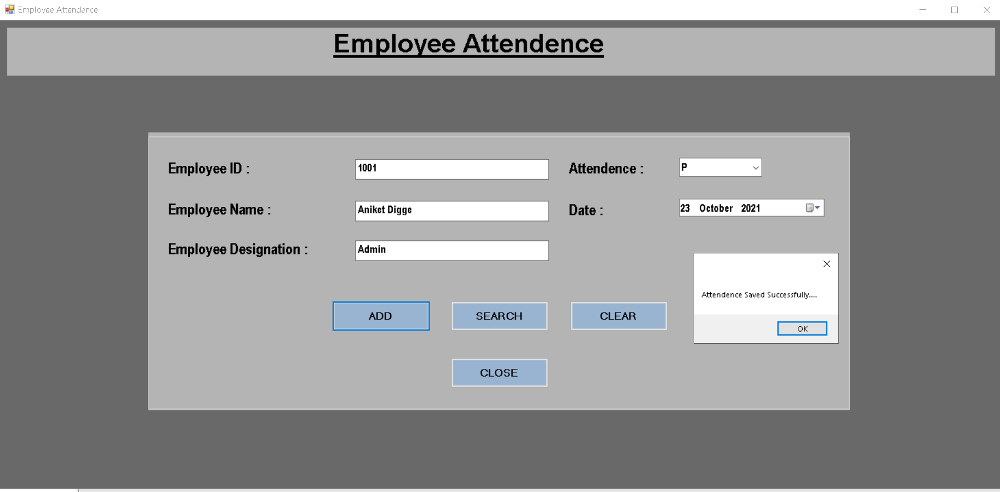 Employee Attendence
Employee Attendence
Employee ID : 1001 Attendence : P
Employee Name : Aniket Digge Date : 23 October 2021
Employee Designation : Admin
Attendence Saved Successfully....
OK
ADD SEARCH CLEAR
CLOSE